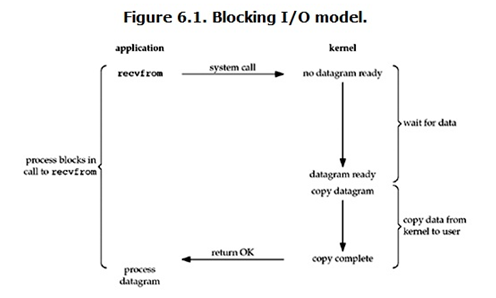 Figure 6.1. Blocking I/O model.
application
kernel
recvfrom
system call
no datagram ready
wait for data
process blocks in
call to recvfrom
datagram ready
copy datagram
copy data from
kernel to user
return OK
copy complete
process
datagram